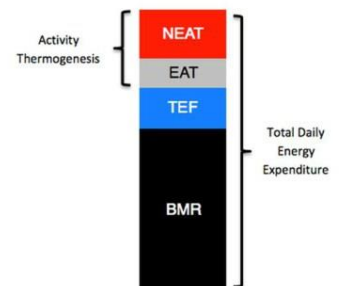 Activity
Thermogenesis
NEAT
EAT
TEF
BMR
Total Daily
Energy
Expenditure